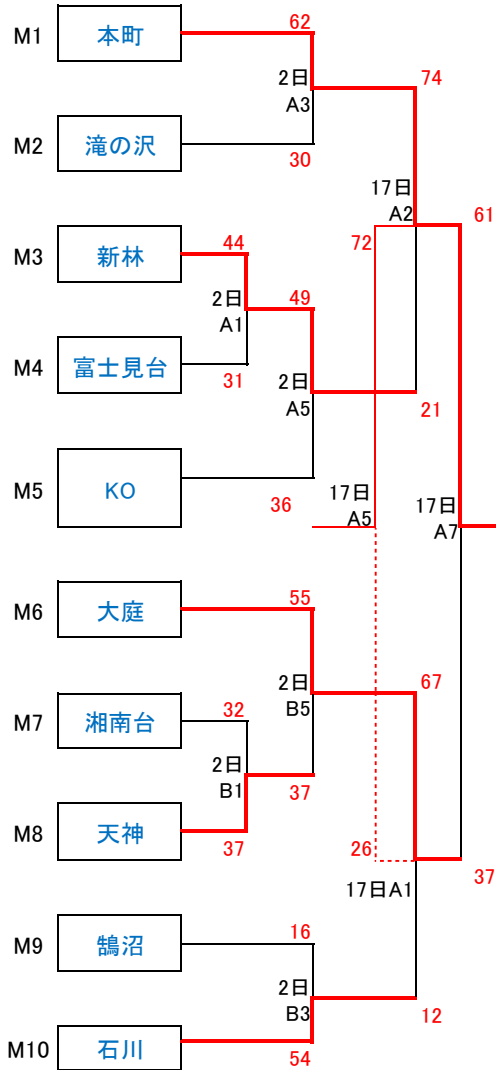 M1 本町 62
2日
A3
74
M2 滝の沢 30
17日
A2
61
M3 新林 44
72
2日
A1
49
M4 富士見台 31
2日
A5
21
M5 KO 36
17日
A5
17日
A7
M6 大庭 55
2日
B5
67
M7 湘南台 32
2日
B1
37
M8 天神 37
26
37
17日A1
M9 鵠沼 16
2日
B3
12
M10 石川 54